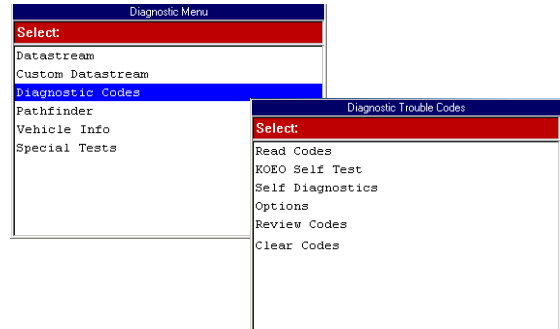 Diagnostic Menu
Select:
Datastream
Custom Datastream
Diagnostic Codes
Pathfinder
Vehicle Info
Special Tests
Diagnostic Trouble Codes
Select:
Read Codes
KOEO Self Test
Self Diagnostics
Options
Review Codes
Clear Codes